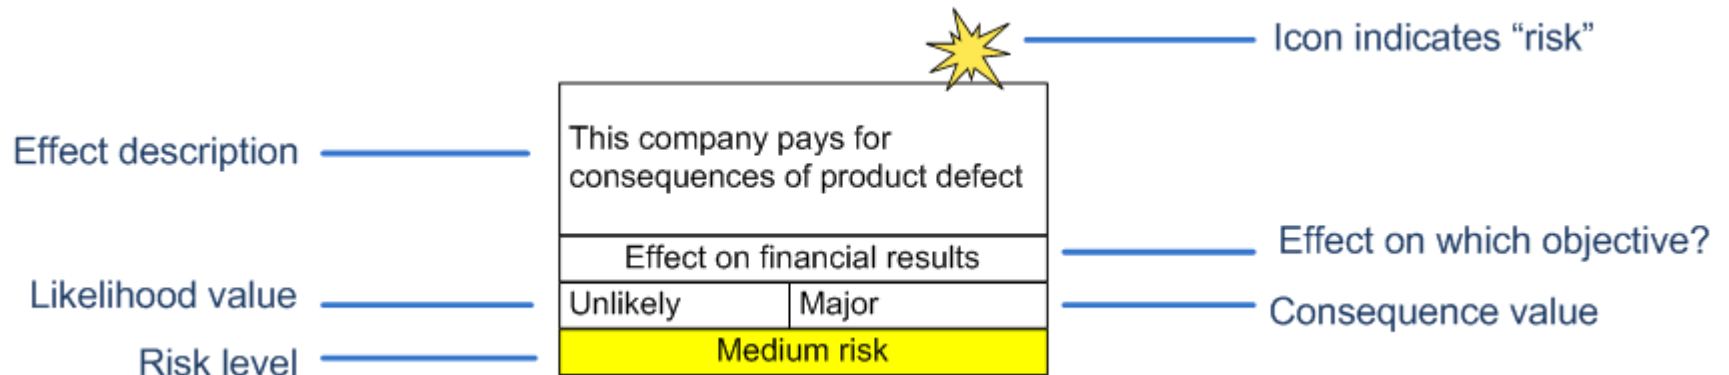 Icon indicates “risk”
Effect description
This company pays for
consequences of product defect
Effect on financial results
Effect on which objective?
Likelihood value
Unlikely
Major
Consequence value
Risk level
Medium risk